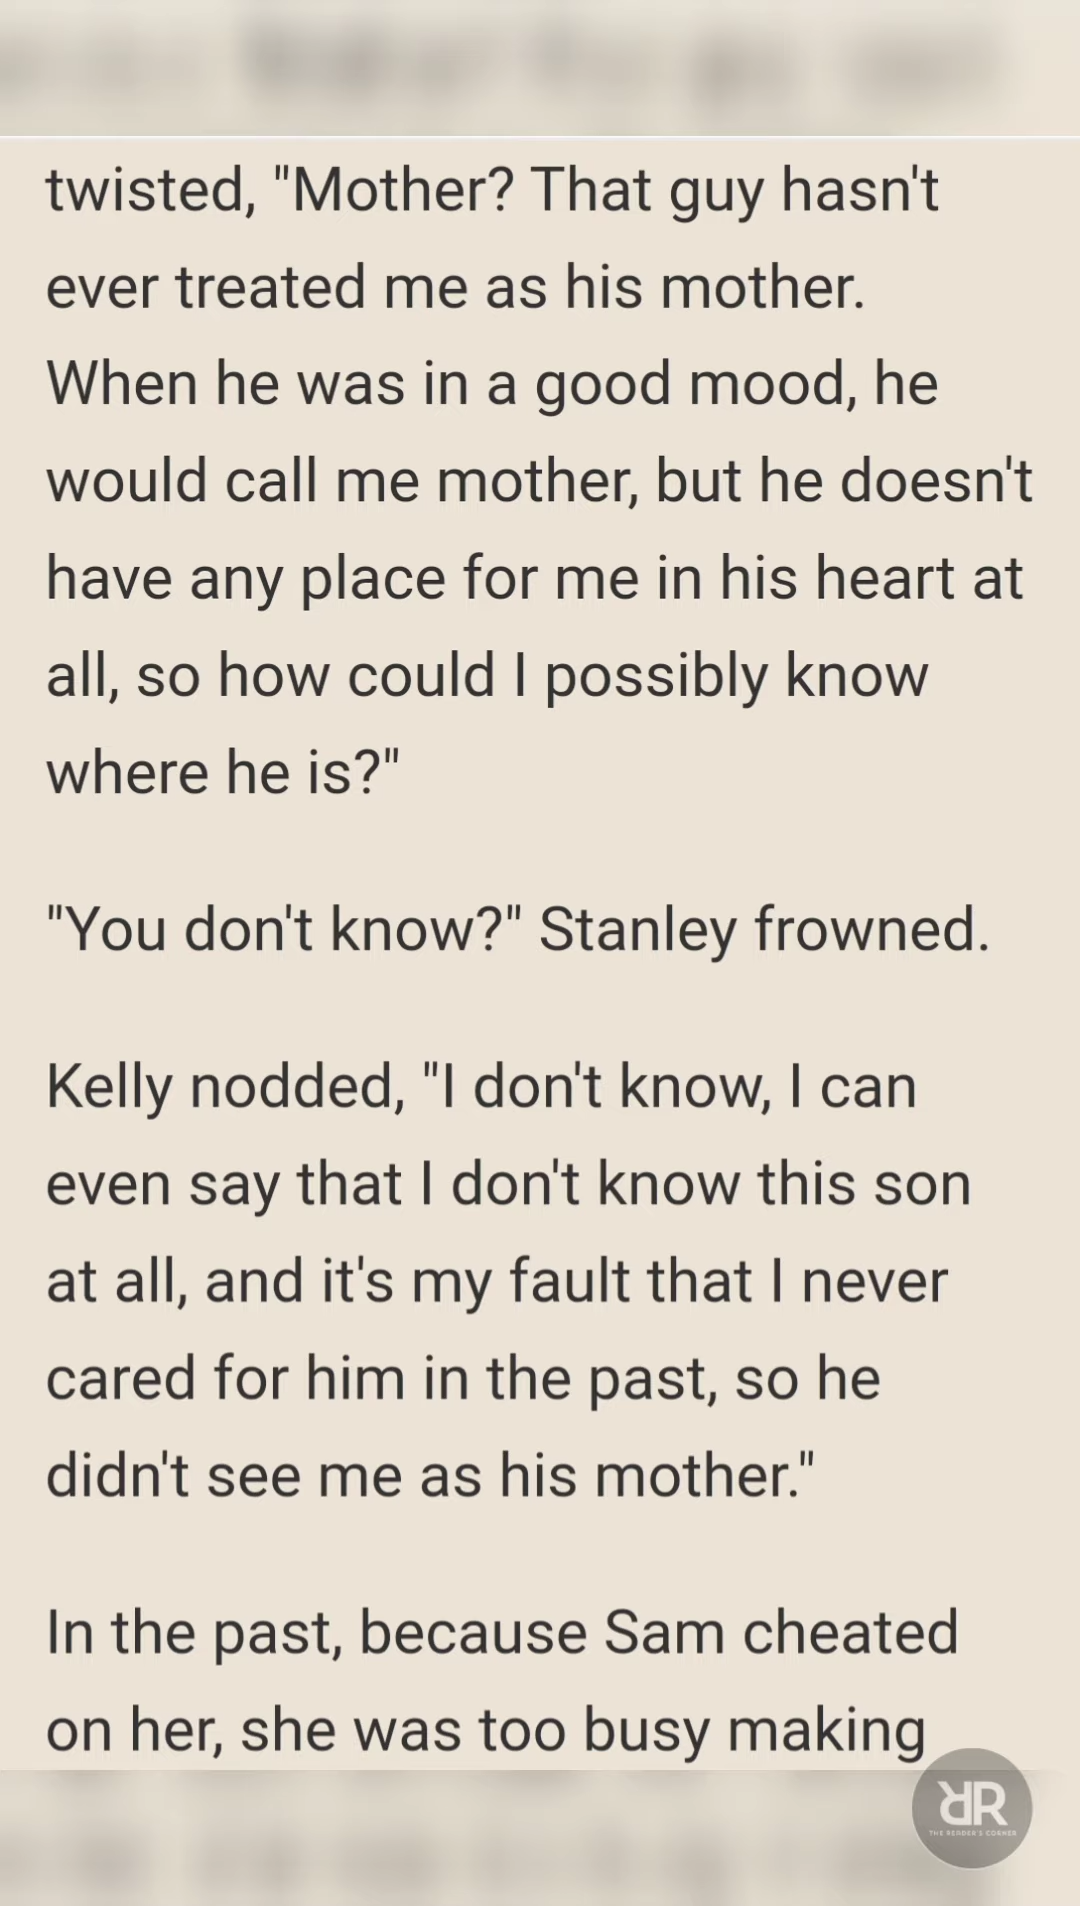 twisted, "Mother? That guy hasn't
ever treated me as his mother.
When he was in a good mood, he
would call me mother, but he doesn't
have any place for me in his heart at
all, so how could I possibly know
where he is?"
"You don't know?" Stanley frowned.
Kelly nodded, "I don't know, I can
even say that I don't know this son
at all, and it's my fault that I never
cared for him in the past, so he
didn't see me as his mother."
In the past, because Sam cheated
on her, she was too busy making
RR
THE READER'S CORNER